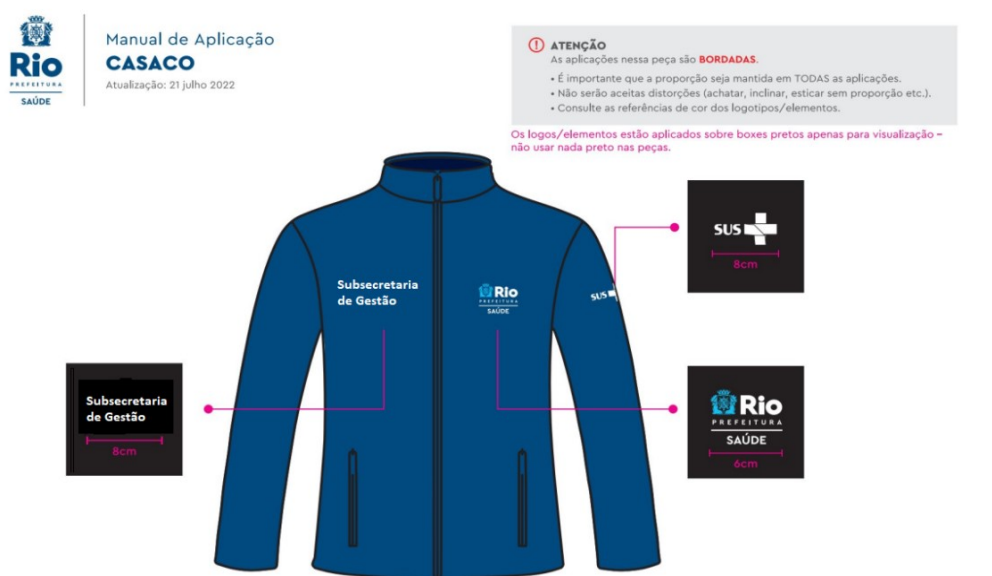 Rio
PREFEITURA
SAÚDE
Manual de Aplicação
CASACO
Atualização: 21 julho 2022
ATENÇÃO
As aplicações nessa peça são BORDADAS.
• É importante que a proporção seja mantida em TODAS as aplicações.
• Não serão aceitas distorções (achatar, inclinar, esticar sem proporção etc.).
• Consulte as referências de cor dos logotipos/elementos.
Os logos/elementos estão aplicados sobre boxes pretos apenas para visualização –
não usar nada preto nas peças.
SUS
8cm
Subsecretaria
de Gestão
Rio
PREFEITURA
SAÚDE
SUS
Subsecretaria
de Gestão
8cm
Rio
PREFEITURA
SAÚDE
6cm